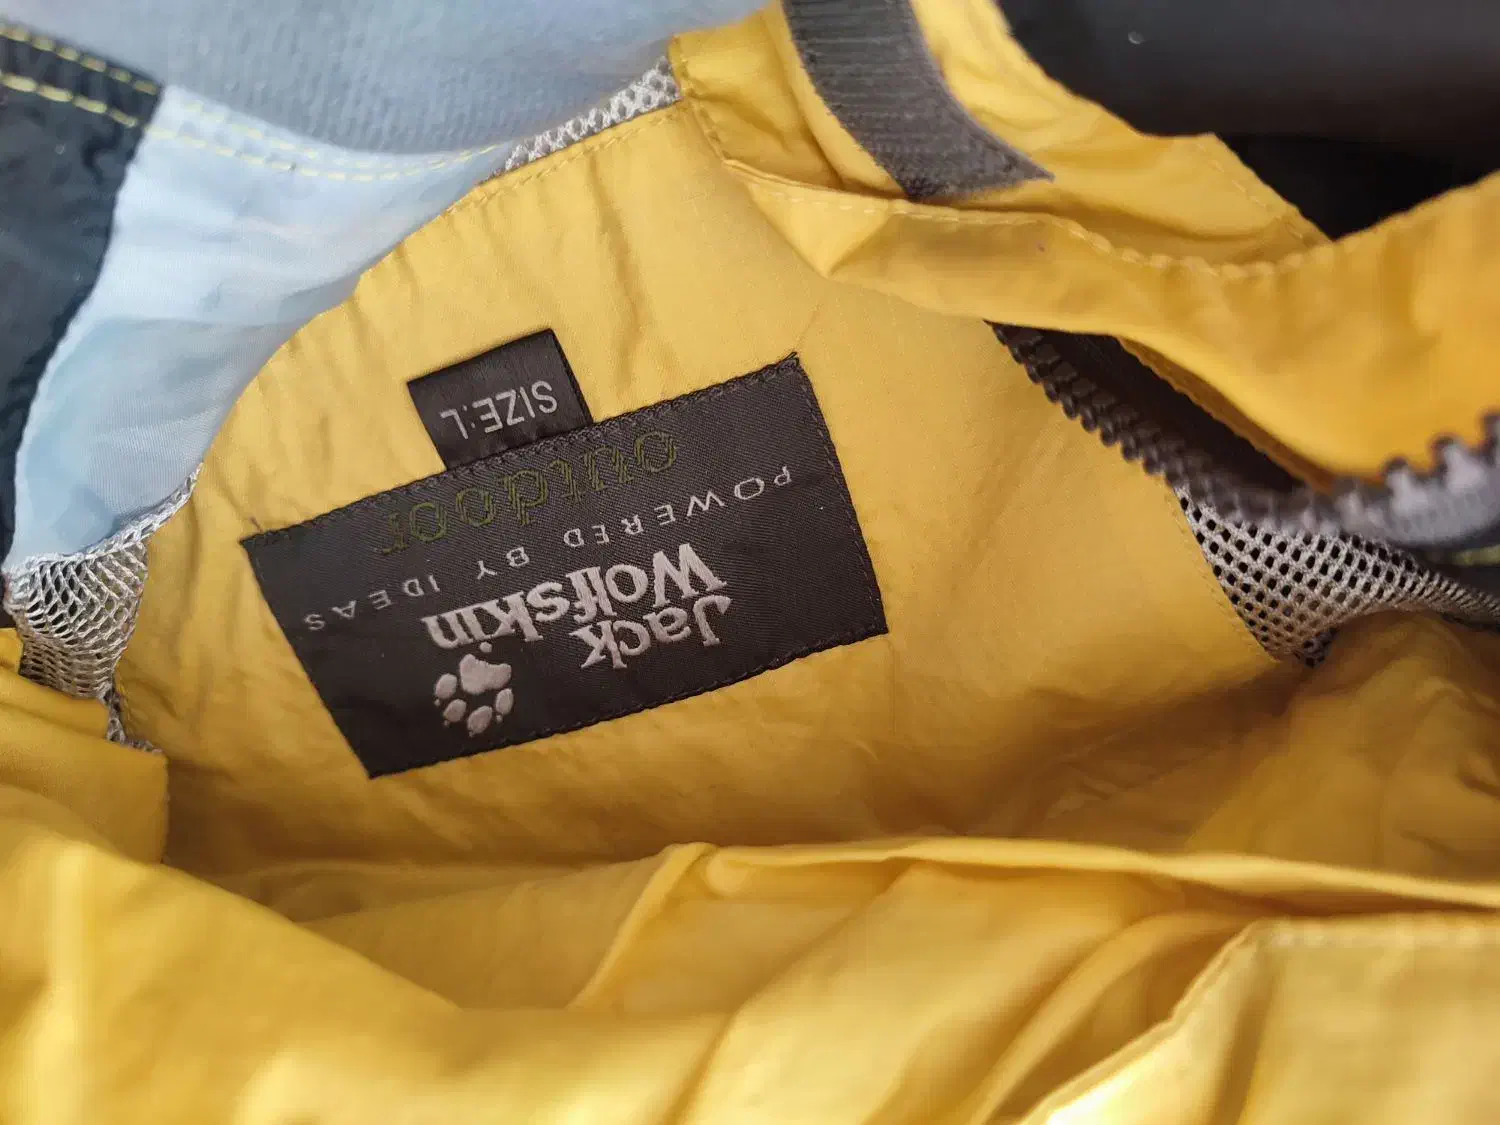 Jack
Wolfskin
POWERED BY IDEAS
outdoor
SIZE:L